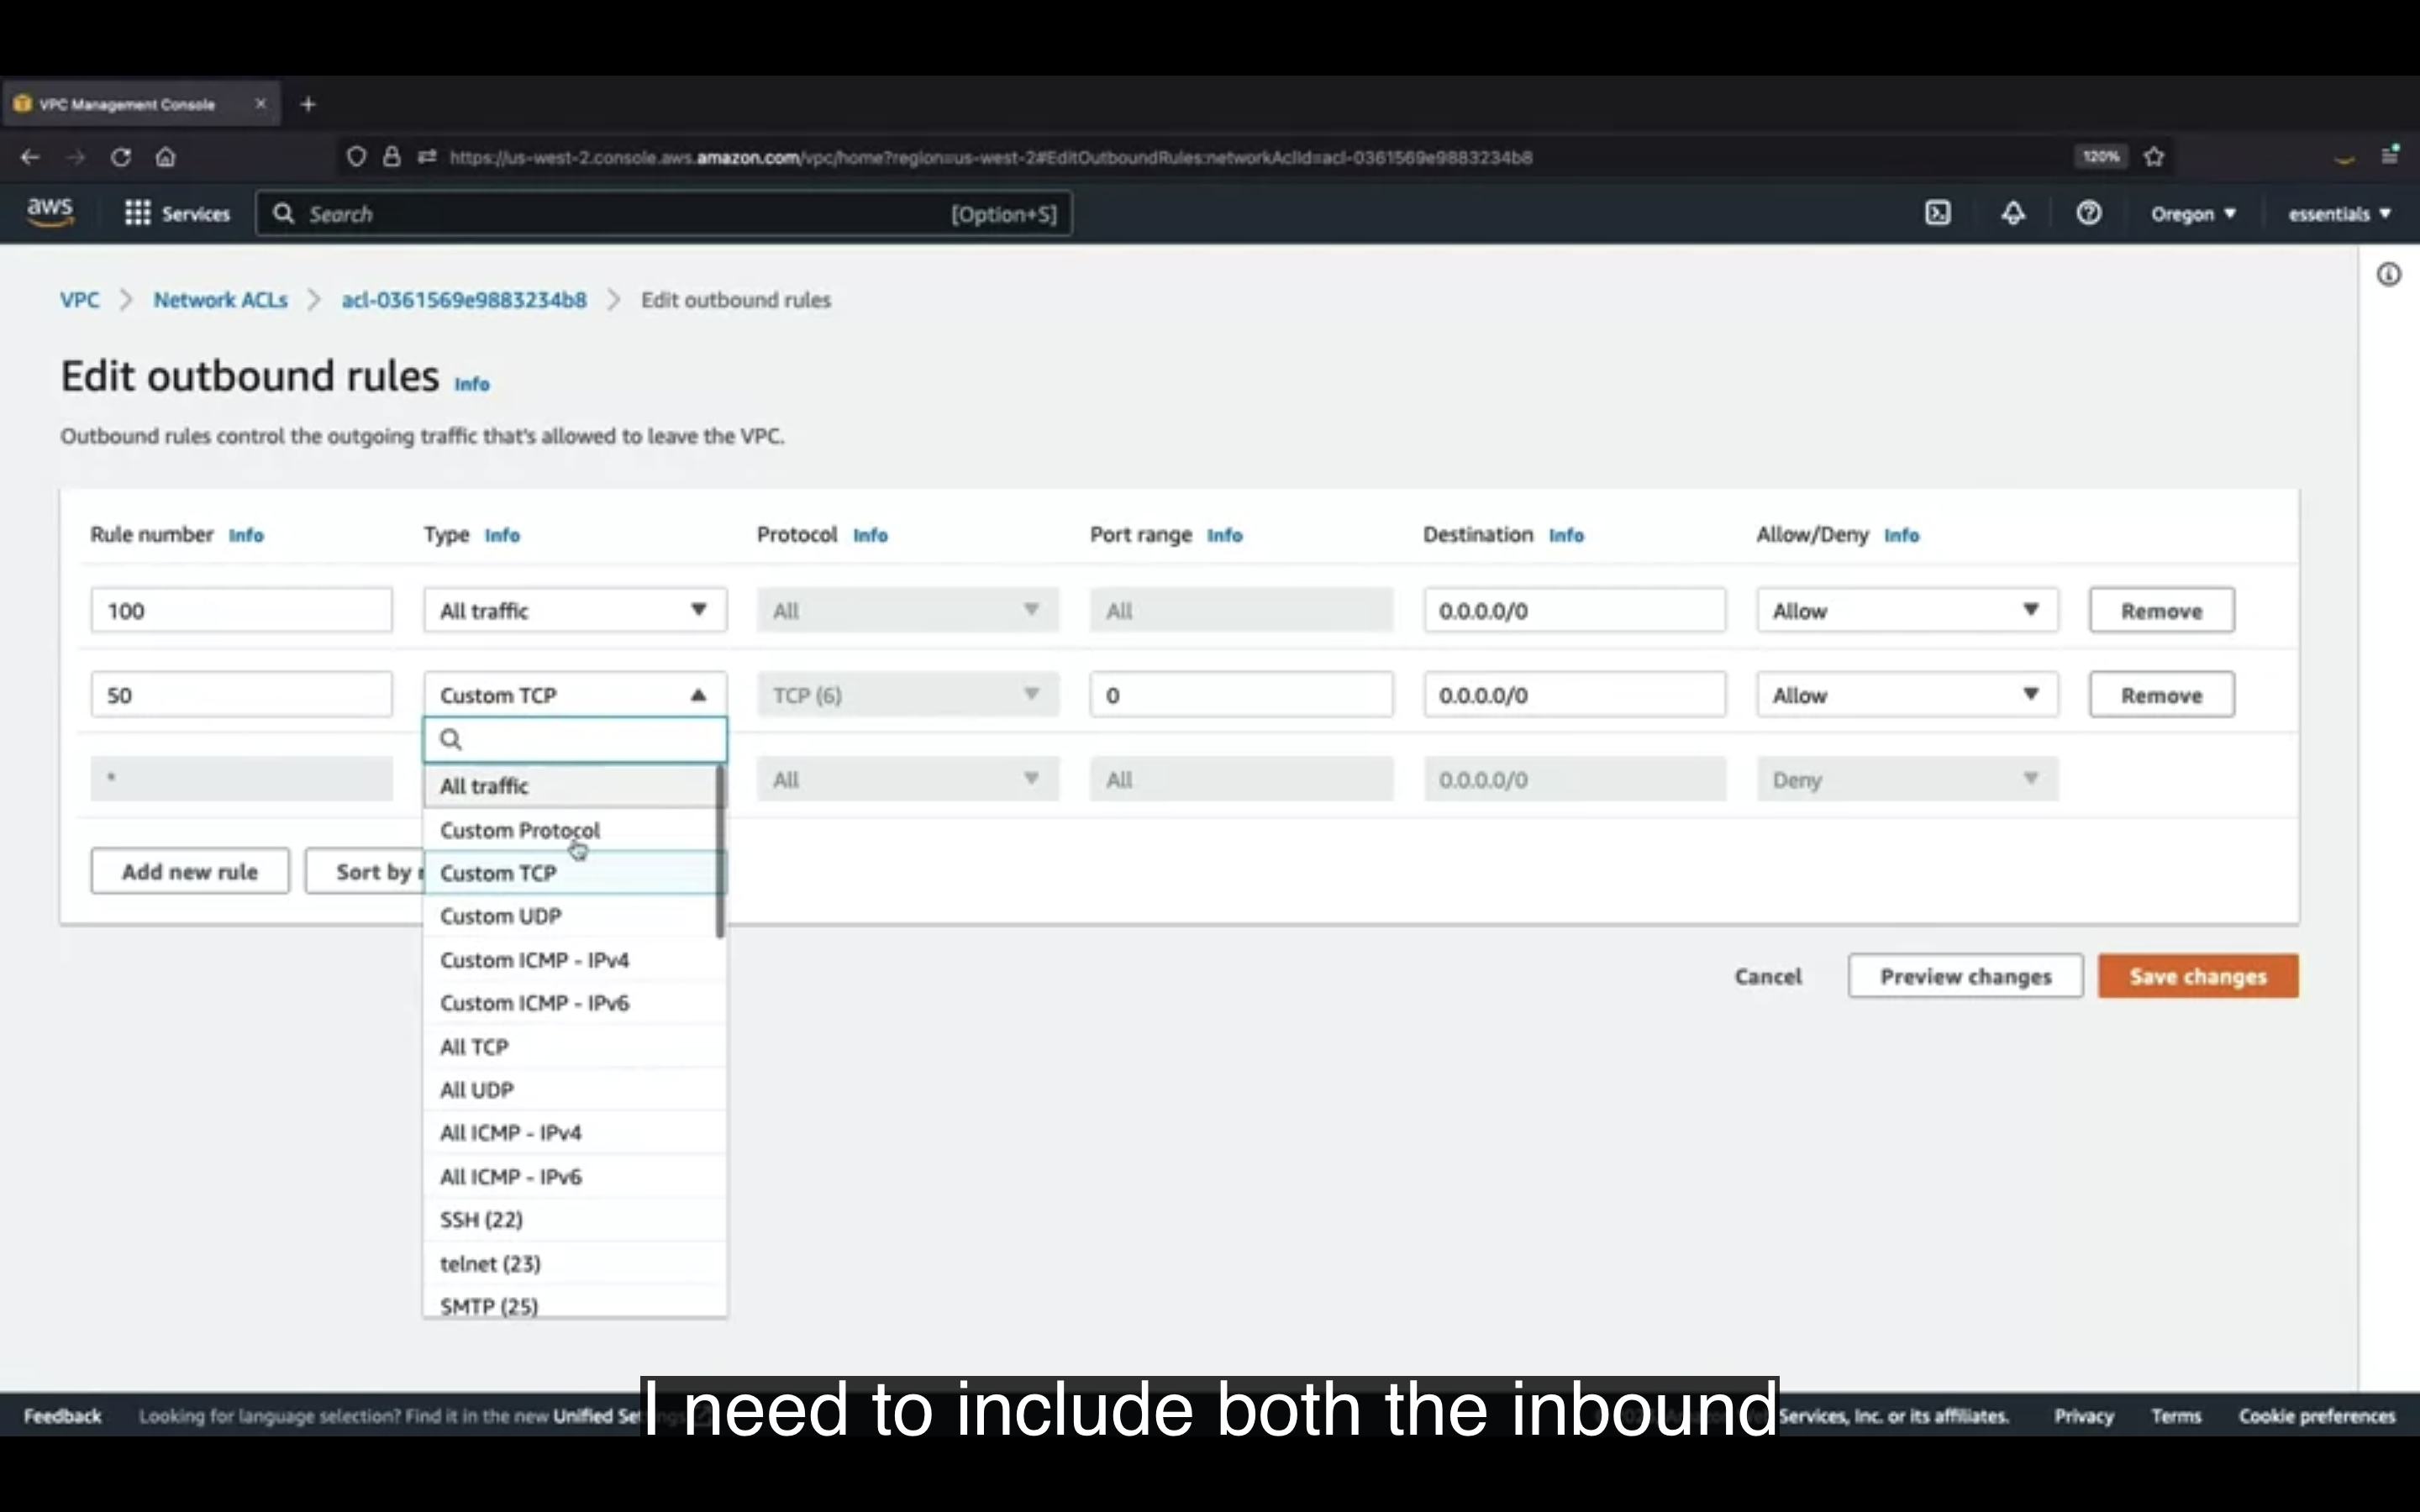 VPC Management Console
https://us-west-2.console.aws.amazon.com/vpc/home?region=us-west-2#EditOutboundRules:networkAclId=acl-0361569e9883234b8
120%
aws
Services
Search
[Option+S]
Oregon
essentials
VPC > Network ACLs > acl-0361569e9883234b8 > Edit outbound rules
Edit outbound rules Info
Outbound rules control the outgoing traffic that's allowed to leave the VPC.
Rule number Info Type Info Protocol Info Port range Info Destination Info Allow/Deny Info
100 All traffic All All 0.0.0.0/0 Allow Remove
50 Custom TCP TCP (6) 0 0.0.0.0/0 Allow Remove
* All All 0.0.0.0/0 Deny
All traffic
Custom Protocol
Add new rule Sort by Custom TCP
Custom UDP
Custom ICMP - IPv4
Cancel Preview changes Save changes
Custom ICMP - IPv6
All TCP
All UDP
All ICMP - IPv4
All ICMP - IPv6
SSH (22)
telnet (23)
SMTP (25)
I need to include both the inbound
Feedback Looking for language selection? Find it in the new Unified Services, Inc. or its affiliates. Privacy Terms Cookie preferences